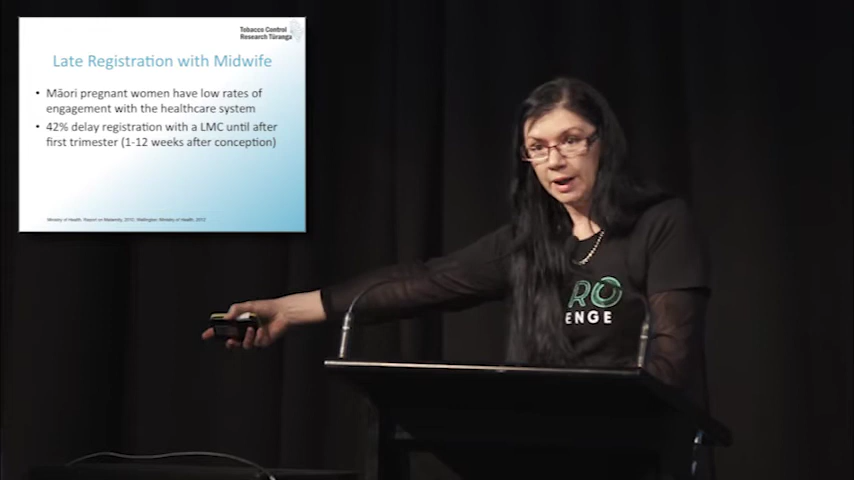 Tobacco Control
Research Tūranga
Late Registration with Midwife
• Māori pregnant women have low rates of
engagement with the healthcare system
• 42% delay registration with a LMC until after
first trimester (1-12 weeks after conception)
Ministry of Health. Report on Maternity, 2010. Wellington: Ministry of Health, 2012
RO
ENGE